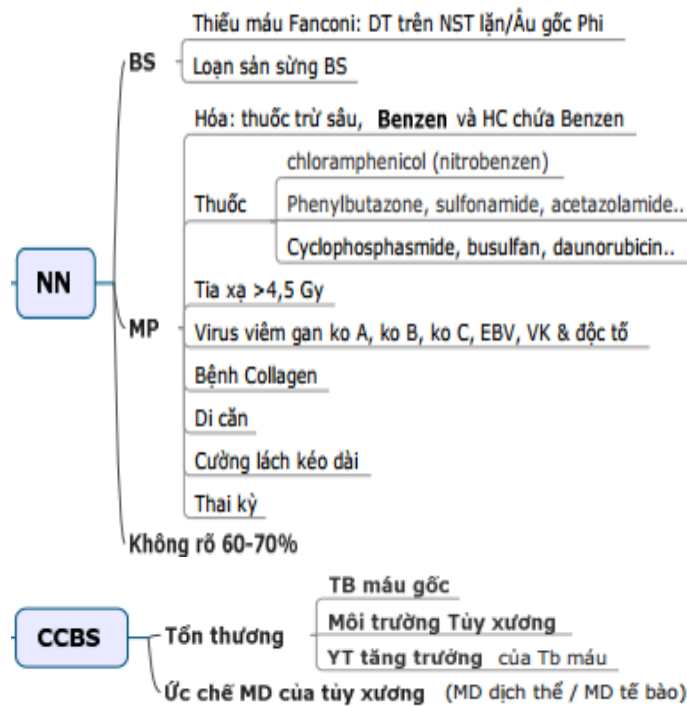 Thiếu máu Fanconi: DT trên NST lặn/Âu gốc Phi
BS
Loạn sản sừng BS
Hóa: thuốc trừ sâu, Benzen và HC chứa Benzen
chloramphenicol (nitrobenzen)
Thuốc
Phenylbutazone, sulfonamide, acetazolamide..
Cyclophosphasmide, busulfan, daunorubicin..
NN
Tia xạ >4,5 Gy
MP
Virus viêm gan ko A, ko B, ko C, EBV, VK & độc tố
Bệnh Collagen
Di căn
Cường lách kéo dài
Thai kỳ
Không rõ 60-70%
TB máu gốc
CCBS
Tổn thương
Môi trường Tủy xương
YT tăng trưởng của Tb máu
Ức chế MD của tủy xương (MD dịch thể / MD tế bào)